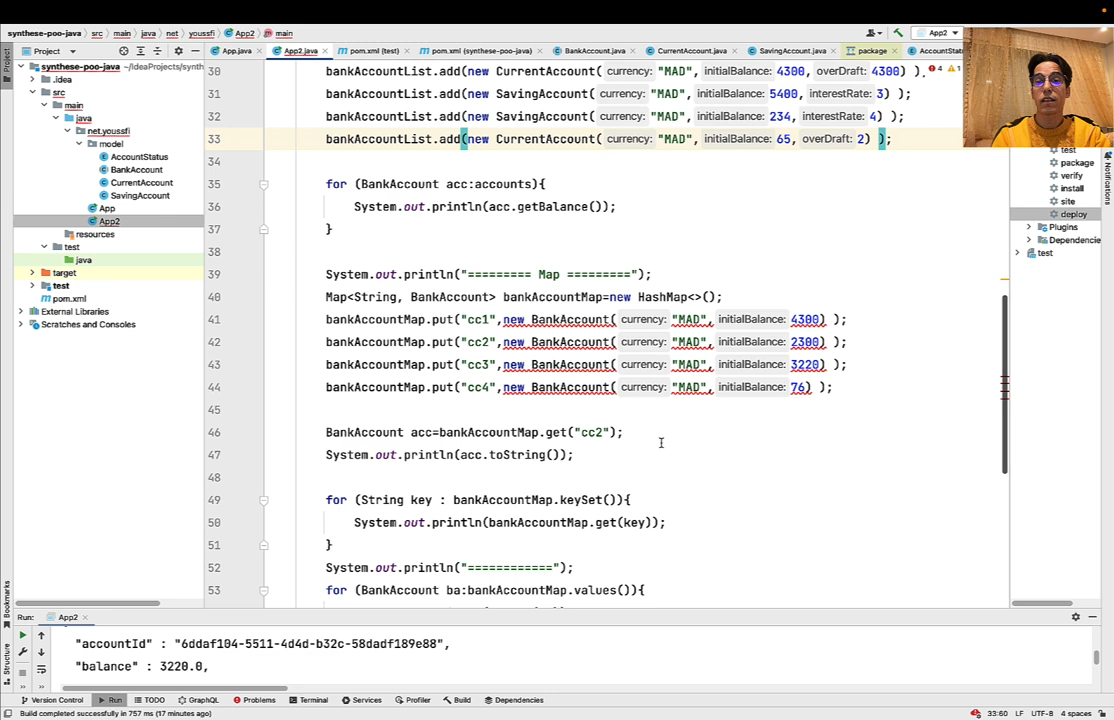 synthese-poo-java > src > main > java > net > youssfi > App2 > main
App2
Project
App.java
App2.java
pom.xml (test)
pom.xml (synthese-poo-java)
BankAccount.java
CurrentAccount.java
SavingAccount.java
package
AccountStatu
synthese-poo-java ~/IdeaProjects/synthe
.idea
src
main
java
net.youssfi
model
AccountStatus
BankAccount
CurrentAccount
SavingAccount
App
App2
resources
test
java
target
test
pom.xml
External Libraries
Scratches and Consoles
30 bankAccountList.add(new CurrentAccount( currency: "MAD", initialBalance: 4300, overDraft: 4300) ).
4 1
31 bankAccountList.add(new SavingAccount( currency: "MAD", initialBalance: 5400, interestRate: 3) );
32 bankAccountList.add(new SavingAccount( currency: "MAD", initialBalance: 234, interestRate: 4) );
33 bankAccountList.add(new CurrentAccount( currency: "MAD", initialBalance: 65, overDraft: 2) );
34
35 for (BankAccount acc:accounts){
36 System.out.println(acc.getBalance());
37 }
38
39 System.out.println("========= Map =========");
40 Map<String, BankAccount> bankAccountMap=new HashMap<>();
41 bankAccountMap.put("cc1",new BankAccount( currency: "MAD", initialBalance: 4300) );
42 bankAccountMap.put("cc2",new BankAccount( currency: "MAD", initialBalance: 2300) );
43 bankAccountMap.put("cc3",new BankAccount( currency: "MAD", initialBalance: 3220) );
44 bankAccountMap.put("cc4",new BankAccount( currency: "MAD", initialBalance: 76) );
45
46 BankAccount acc=bankAccountMap.get("cc2");
47 System.out.println(acc.toString());
48
49 for (String key : bankAccountMap.keySet()){
50 System.out.println(bankAccountMap.get(key));
51 }
52 System.out.println("============");
53 for (BankAccount ba:bankAccountMap.values()){
test
package
verify
install
site
deploy
Plugins
Dependencie
test
Notifications
Project
Bookmarks
Structure
Run: App2
"accountId" : "6ddaf104-5511-4d4d-b32c-58dadf189e88",
"balance" : 3220.0,
Version Control
Run
TODO
GraphQL
Problems
Terminal
Services
Profiler
Build
Dependencies
Build completed successfully in 757 ms (17 minutes ago)
33:60 LF UTF-8 4 spaces